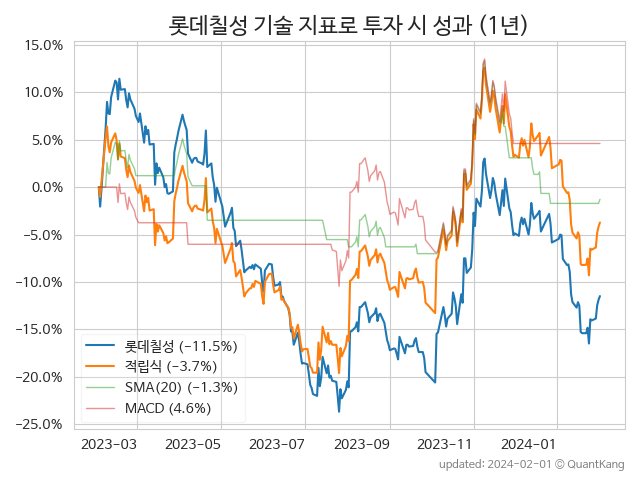 롯데칠성 기술 지표로 투자 시 성과 (1년)
15.0%
10.0%
5.0%
0.0%
−5.0%
−10.0%
−15.0%
−20.0%
−25.0%
롯데칠성 (−11.5%)
적립식 (−3.7%)
SMA(20) (−1.3%)
MACD (4.6%)
2023-03 2023-05 2023-07 2023-09 2023-11 2024-01
updated: 2024-02-01 © QuantKang